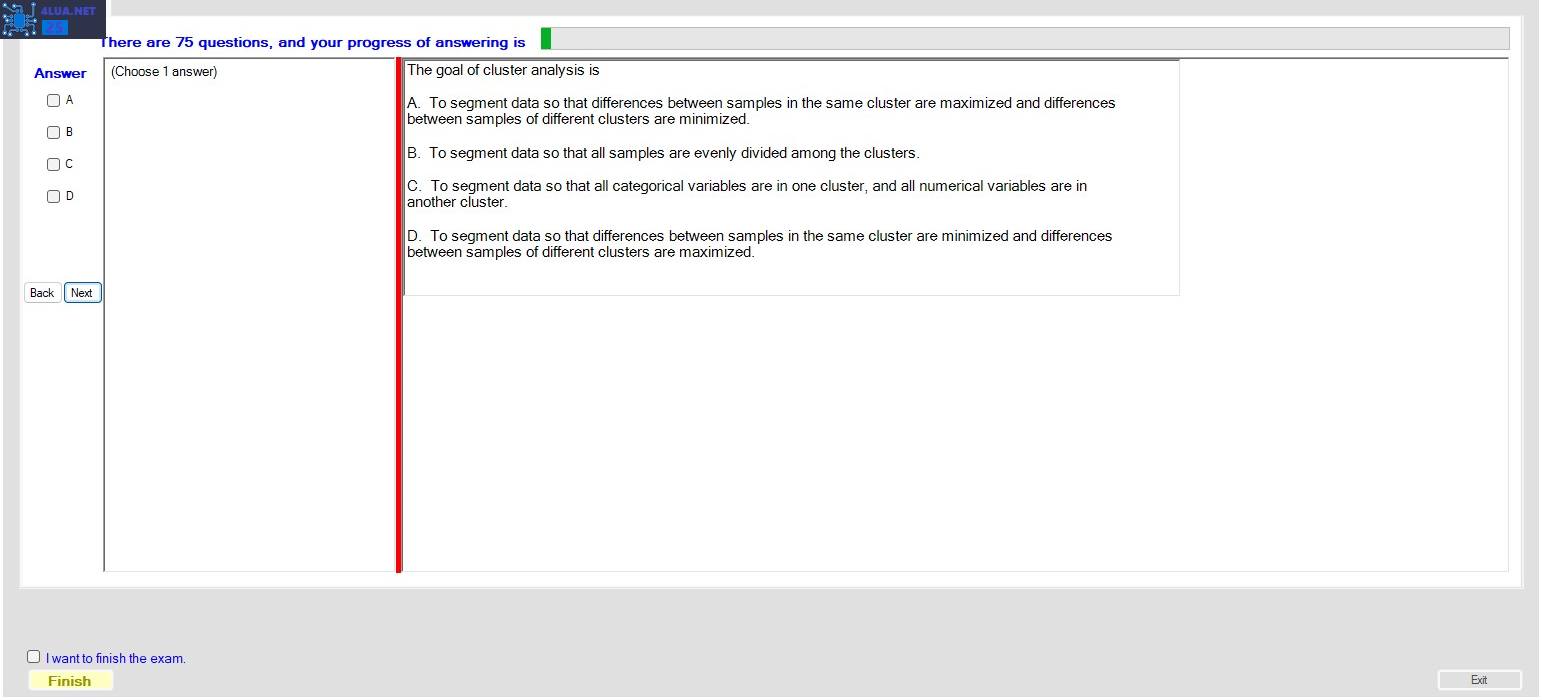 4LUA.NET
25
There are 75 questions, and your progress of answering is
Answer
(Choose 1 answer)
A
B
C
D
Back
Next
The goal of cluster analysis is
A. To segment data so that differences between samples in the same cluster are maximized and differences
between samples of different clusters are minimized.
B. To segment data so that all samples are evenly divided among the clusters.
C. To segment data so that all categorical variables are in one cluster, and all numerical variables are in
another cluster.
D. To segment data so that differences between samples in the same cluster are minimized and differences
between samples of different clusters are maximized.
I want to finish the exam.
Finish
Exit